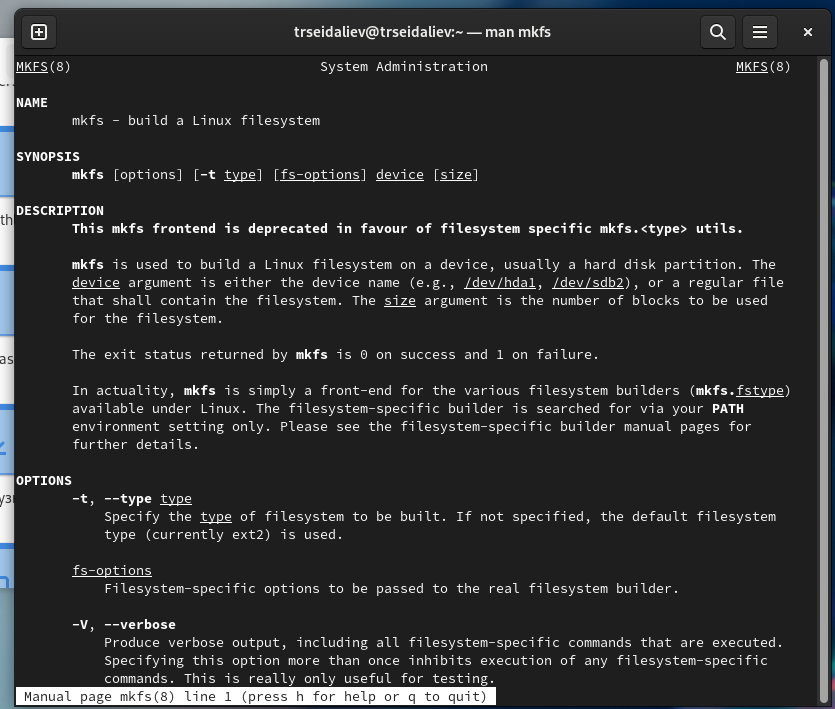 trseidaliev@trseidaliev:~ — man mkfs
MKFS(8) System Administration MKFS(8)
NAME
mkfs - build a Linux filesystem
SYNOPSIS
mkfs [options] [-t type] [fs-options] device [size]
DESCRIPTION
This mkfs frontend is deprecated in favour of filesystem specific mkfs.<type> utils.
mkfs is used to build a Linux filesystem on a device, usually a hard disk partition. The
device argument is either the device name (e.g., /dev/hda1, /dev/sdb2), or a regular file
that shall contain the filesystem. The size argument is the number of blocks to be used
for the filesystem.
The exit status returned by mkfs is 0 on success and 1 on failure.
In actuality, mkfs is simply a front-end for the various filesystem builders (mkfs.fstype)
available under Linux. The filesystem-specific builder is searched for via your PATH
environment setting only. Please see the filesystem-specific builder manual pages for
further details.
OPTIONS
-t, --type type
Specify the type of filesystem to be built. If not specified, the default filesystem
type (currently ext2) is used.
fs-options
Filesystem-specific options to be passed to the real filesystem builder.
-V, --verbose
Produce verbose output, including all filesystem-specific commands that are executed.
Specifying this option more than once inhibits execution of any filesystem-specific
commands. This is really only useful for testing.
Manual page mkfs(8) line 1 (press h for help or q to quit)